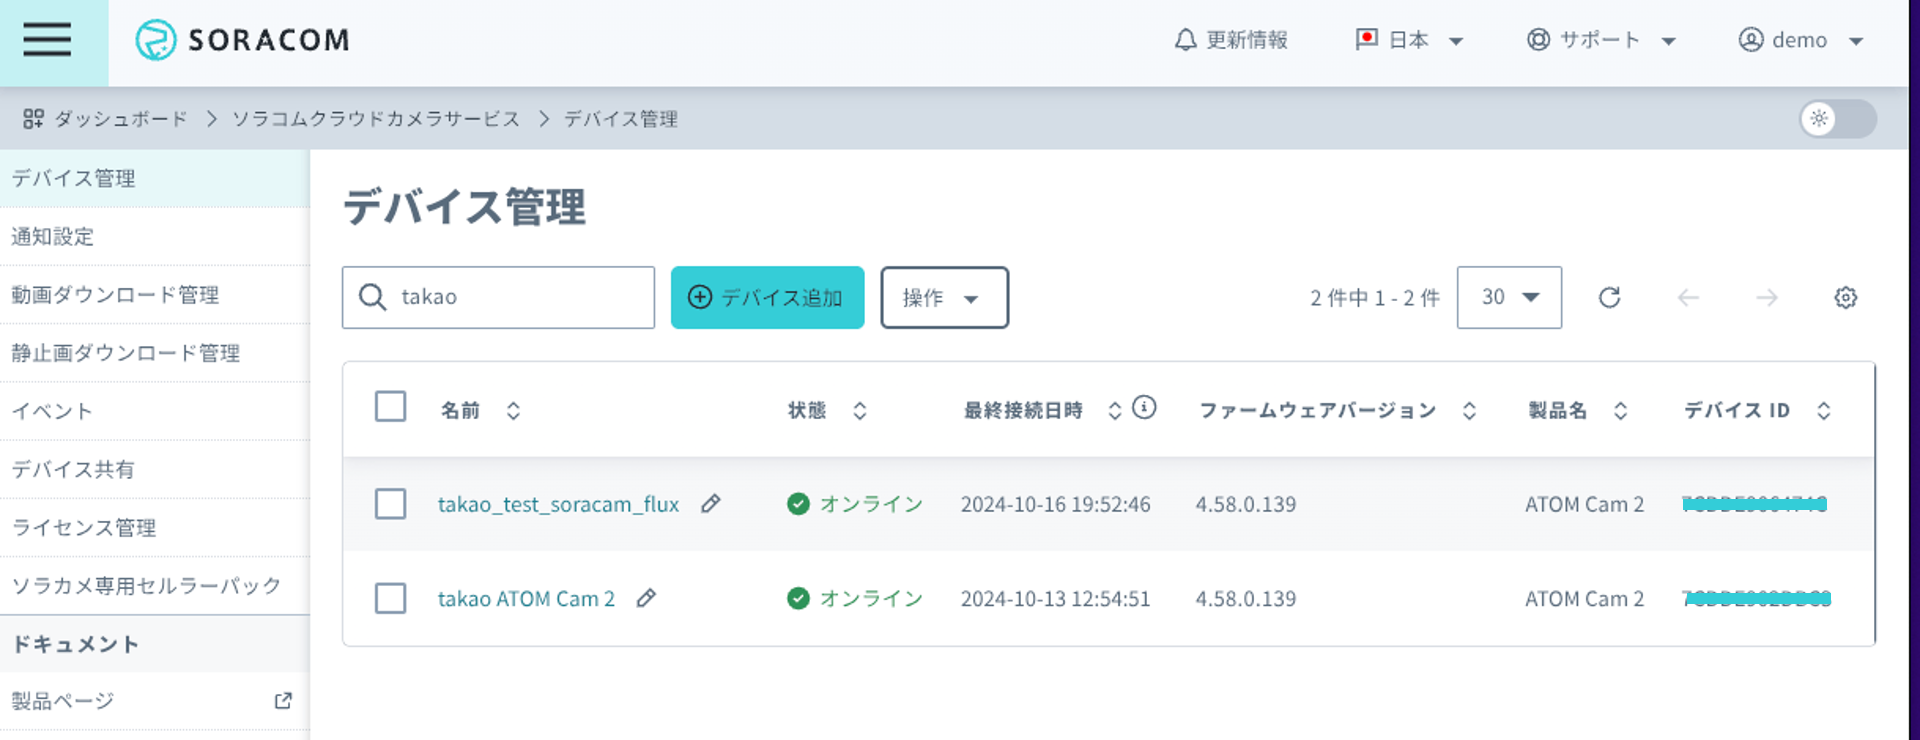 SORACOM
更新情報
日本
サポート
demo
ダッシュボード > ソラコムクラウドカメラサービス > デバイス管理
デバイス管理
通知設定
動画ダウンロード管理
静止画ダウンロード管理
イベント
デバイス共有
ライセンス管理
ソラカメ専用セルラーパック
ドキュメント
製品ページ
デバイス管理
takao
デバイス追加
操作
2 件中 1 - 2 件
30
名前 状態 最終接続日時 ファームウェアバージョン 製品名 デバイス ID
takao_test_soracam_flux オンライン 2024-10-16 19:52:46 4.58.0.139 ATOM Cam 2
takao ATOM Cam 2 オンライン 2024-10-13 12:54:51 4.58.0.139 ATOM Cam 2